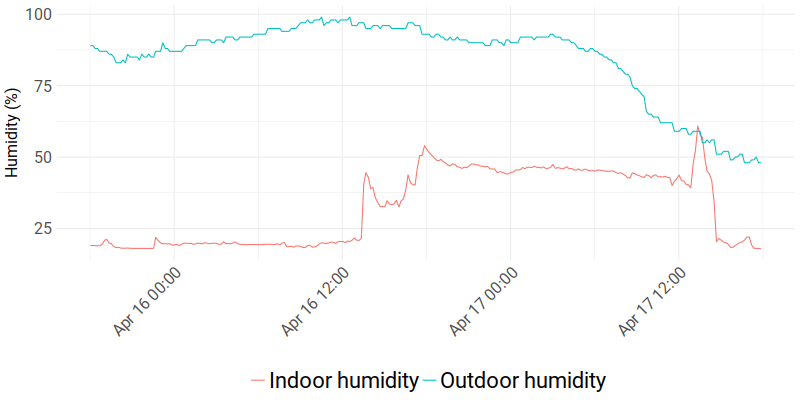 100
75
50
25
Humidity (%)
Apr 16 00:00
Apr 16 12:00
Apr 17 00:00
Apr 17 12:00
Indoor humidity
Outdoor humidity